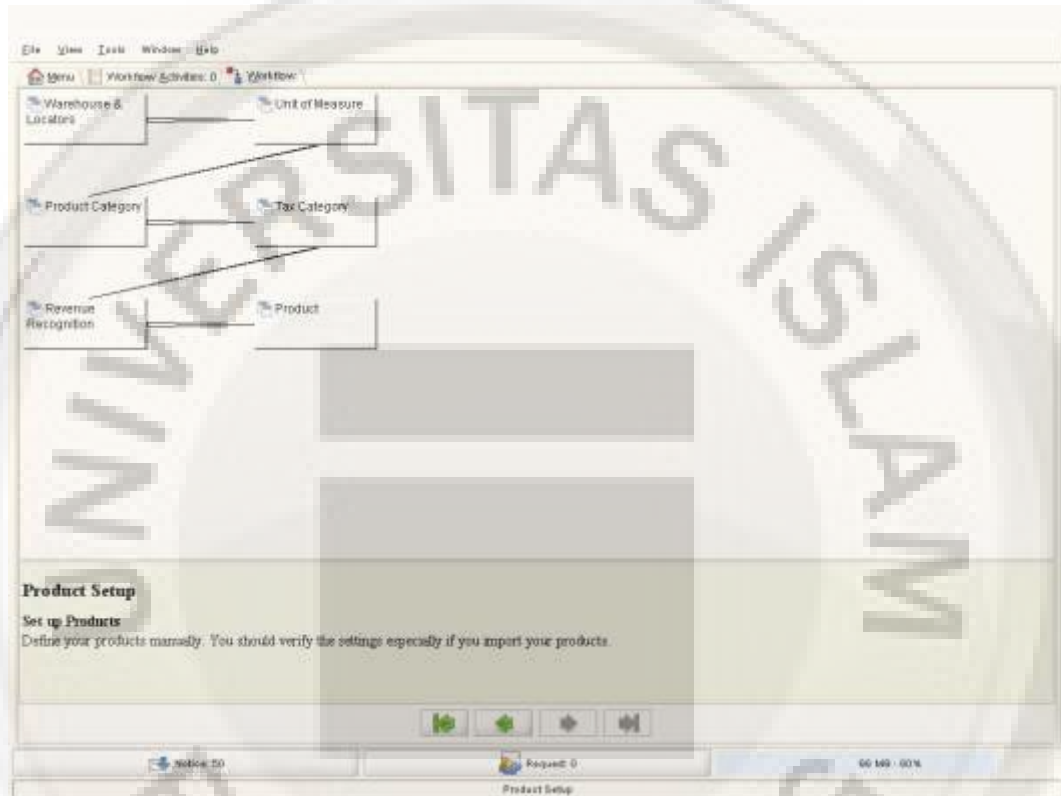 File View Tools Window Help
Menu Workflow Activities: 0 Workflow
Warehouse & Locators
Unit of Measure
Product Category
Tax Category
Revenue Recognition
Product
UNIVERSITAS ISLAM
Product Setup
Set up Products
Define your products manually. You should verify the settings especially if you import your products.
Notice: 50
Request: 0
Product Setup